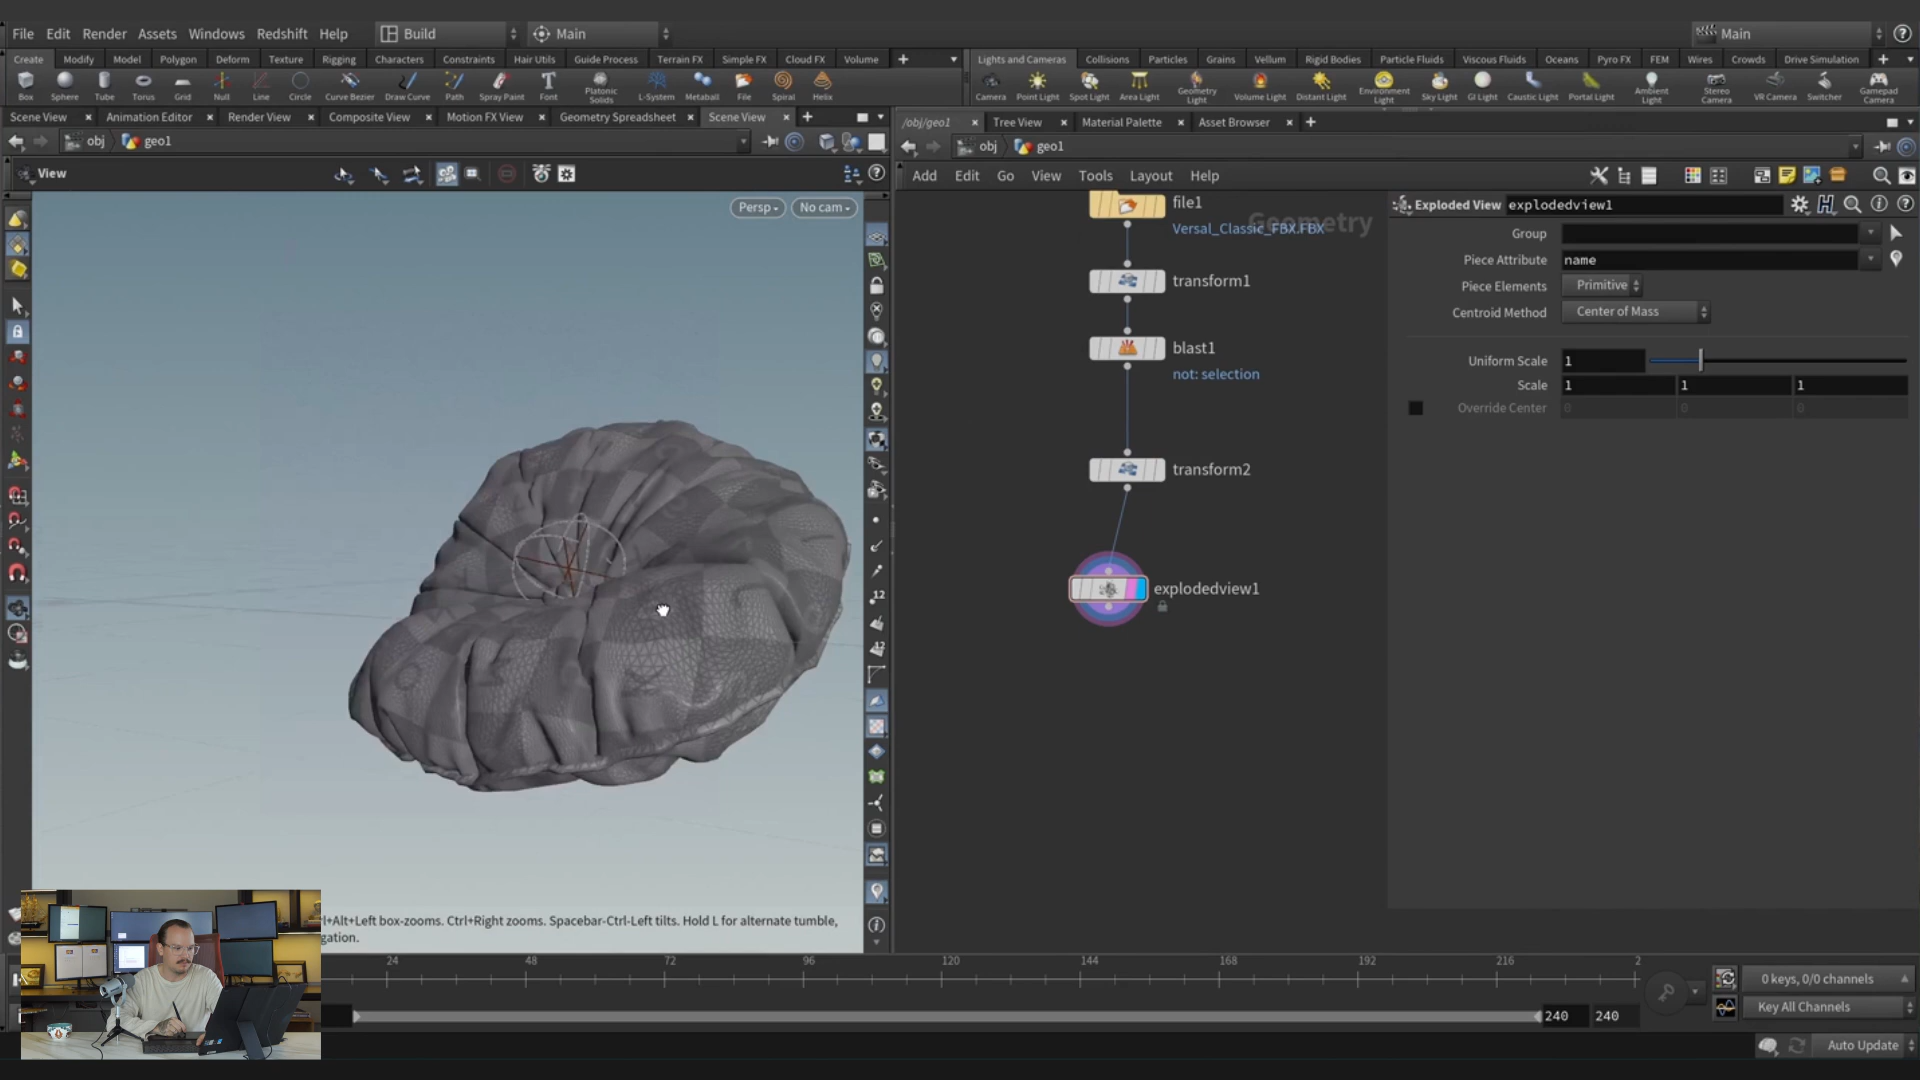 File Edit Render Assets Windows Redshift Help Build Main Main
Create Modify Model Polygon Deform Texture Rigging Characters Constraints Hair Utils Guide Process Terrain FX Simple FX Cloud FX Volume
Lights and Cameras Collisions Particles Grains Vellum Rigid Bodies Particle Fluids Viscous Fluids Oceans Pyro FX FEM Wires Crowds Drive Simulation
Box Sphere Tube Torus Grid Null Line Circle Curve Bezier Draw Curve Path Spray Paint Font Platonic Solids L-System Metaball File Spiral Helix
Camera Point Light Spot Light Area Light Geometry Light Volume Light Distant Light Environment Light Sky Light GI Light Caustic Light Portal Light Ambient Light Stereo Camera VR Camera Switcher Gamepad Camera
Scene View Animation Editor Render View Composite View Motion FX View Geometry Spreadsheet Scene View
/obj/geo1 Tree View Material Palette Asset Browser
obj geo1
obj geo1
View
Add Edit Go View Tools Layout Help
Persp No cam
Geometry
file1
Versal_Classic_FBX.FBX
transform1
blast1
not: selection
transform2
explodedview1
Exploded View explodedview1
Group
Piece Attribute name
Piece Elements Primitive
Centroid Method Center of Mass
Uniform Scale 1
Scale 1 1 1
Override Center 0 0 0
12
12
l+Alt+Left box-zooms. Ctrl+Right zooms. Spacebar-Ctrl-Left tilts. Hold L for alternate tumble,
gation.
24 48 72 96 120 144 168 192 216 2
240 240
0 keys, 0/0 channels
Key All Channels
Auto Update